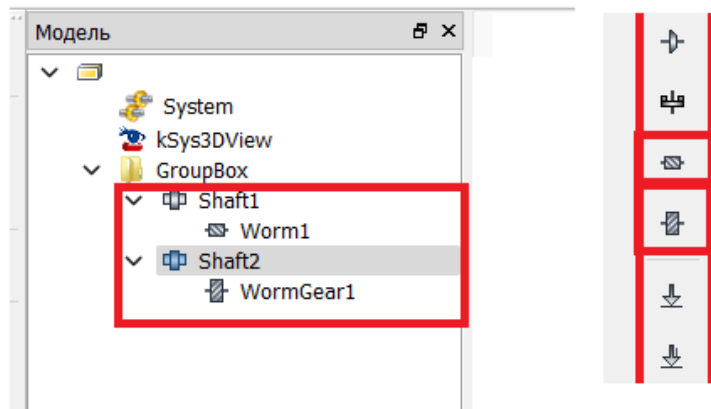 Модель
System
kSys3DView
GroupBox
Shaft1
Worm1
Shaft2
WormGear1